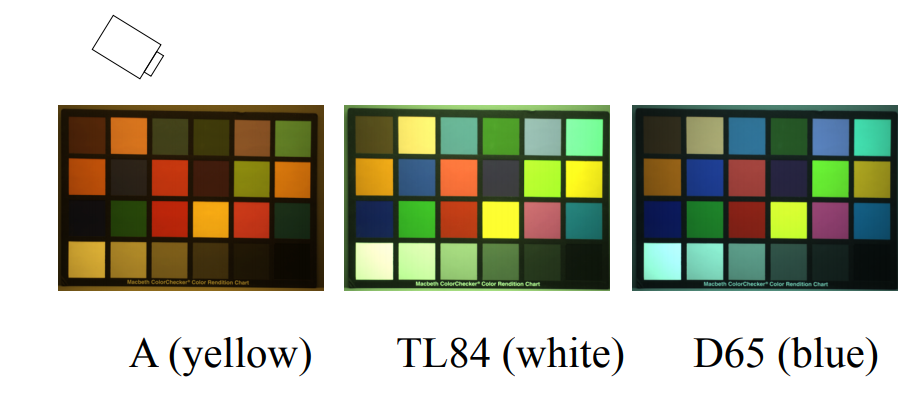 Macbeth ColorChecker® Color Rendition Chart
Macbeth ColorChecker® Color Rendition Chart
Macbeth ColorChecker® Color Rendition Chart
A (yellow)
TL84 (white)
D65 (blue)